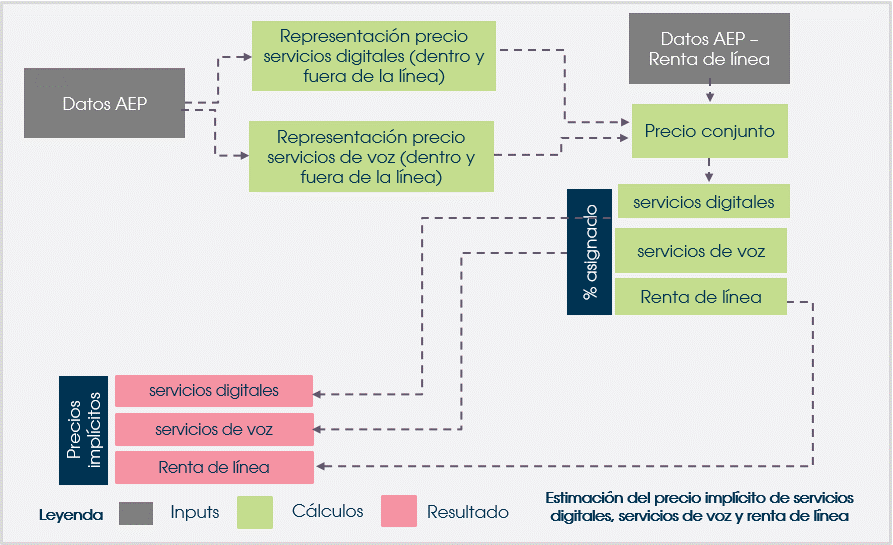 Datos AEP
Representación precio
servicios digitales (dentro y
fuera de la línea)
Representación precio
servicios de voz (dentro y
fuera de la línea)
Datos AEP –
Renta de línea
Precio conjunto
% asignado
servicios digitales
servicios de voz
Renta de línea
Precios
implícitos
servicios digitales
servicios de voz
Renta de línea
Leyenda
Inputs
Cálculos
Resultado
Estimación del precio implícito de servicios
digitales, servicios de voz y renta de línea